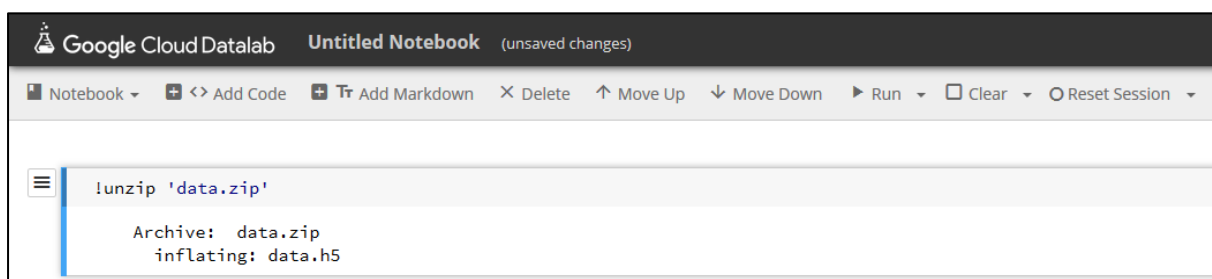 Google Cloud Datalab Untitled Notebook (unsaved changes)
Notebook <> Add Code Tт Add Markdown Delete Move Up Move Down Run Clear Reset Session
!unzip 'data.zip'
Archive:  data.zip
inflating: data.h5